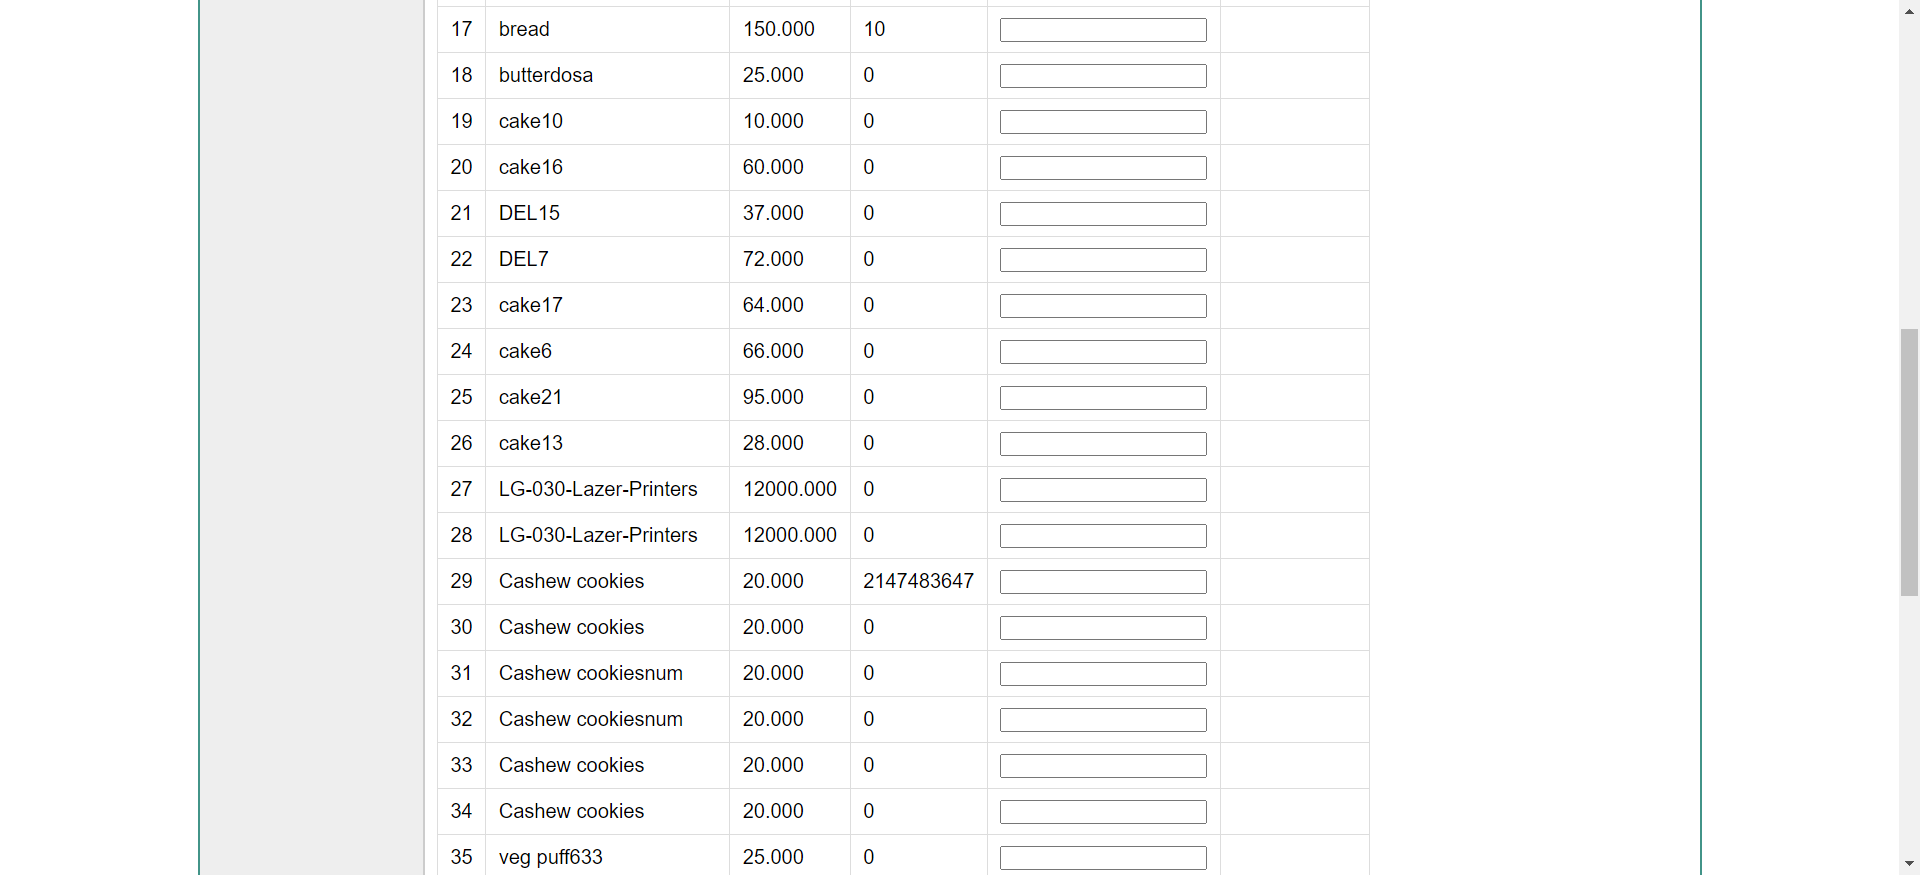 17 bread 150.000 10
18 butterdosa 25.000 0
19 cake10 10.000 0
20 cake16 60.000 0
21 DEL15 37.000 0
22 DEL7 72.000 0
23 cake17 64.000 0
24 cake6 66.000 0
25 cake21 95.000 0
26 cake13 28.000 0
27 LG-030-Lazer-Printers 12000.000 0
28 LG-030-Lazer-Printers 12000.000 0
29 Cashew cookies 20.000 2147483647
30 Cashew cookies 20.000 0
31 Cashew cookiesnum 20.000 0
32 Cashew cookiesnum 20.000 0
33 Cashew cookies 20.000 0
34 Cashew cookies 20.000 0
35 veg puff633 25.000 0